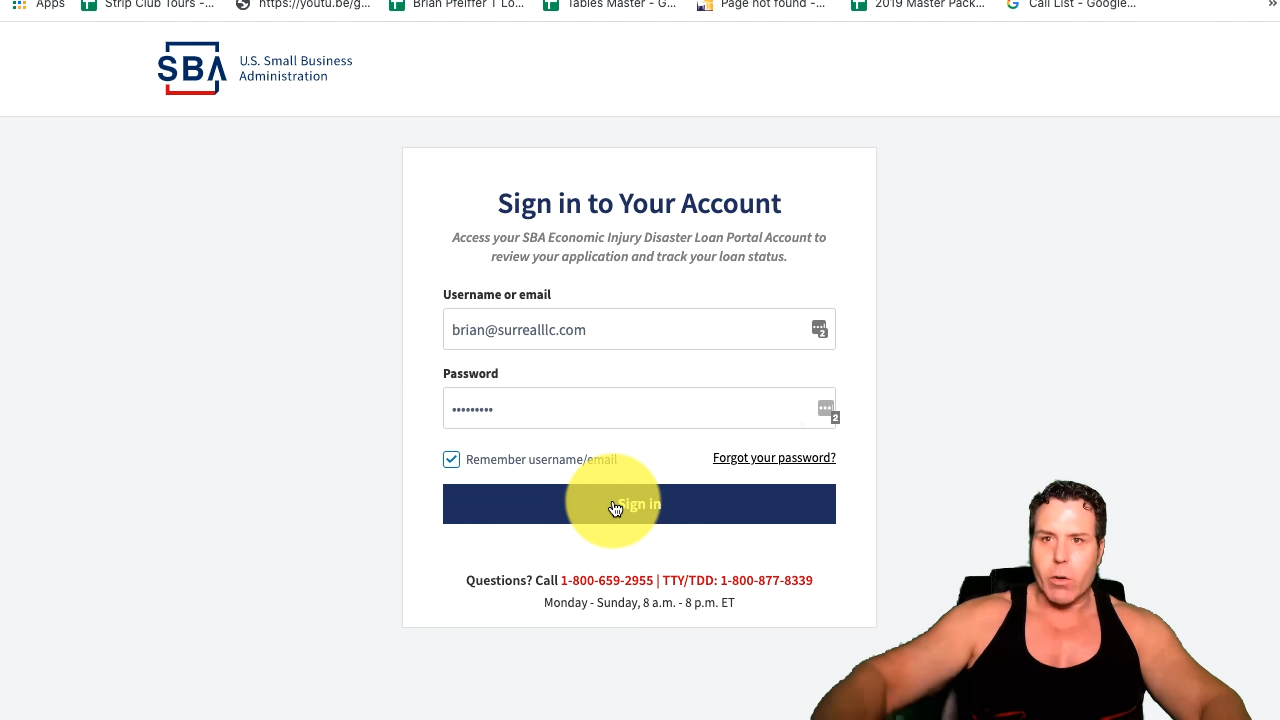 Apps Strip Club Tours -... https://youtu.be/g... Brian Pfeiffer T Lo... Tables Master - G... Page not found -... 2019 Master Pack... Call List - Google... »
SBA U.S. Small Business
Administration
Sign in to Your Account
Access your SBA Economic Injury Disaster Loan Portal Account to
review your application and track your loan status.
Username or email
brian@surrealllc.com
2
Password
•••••••••
2
Remember username/email Forgot your password?
Sign in
Questions? Call 1-800-659-2955 | TTY/TDD: 1-800-877-8339
Monday - Sunday, 8 a.m. - 8 p.m. ET